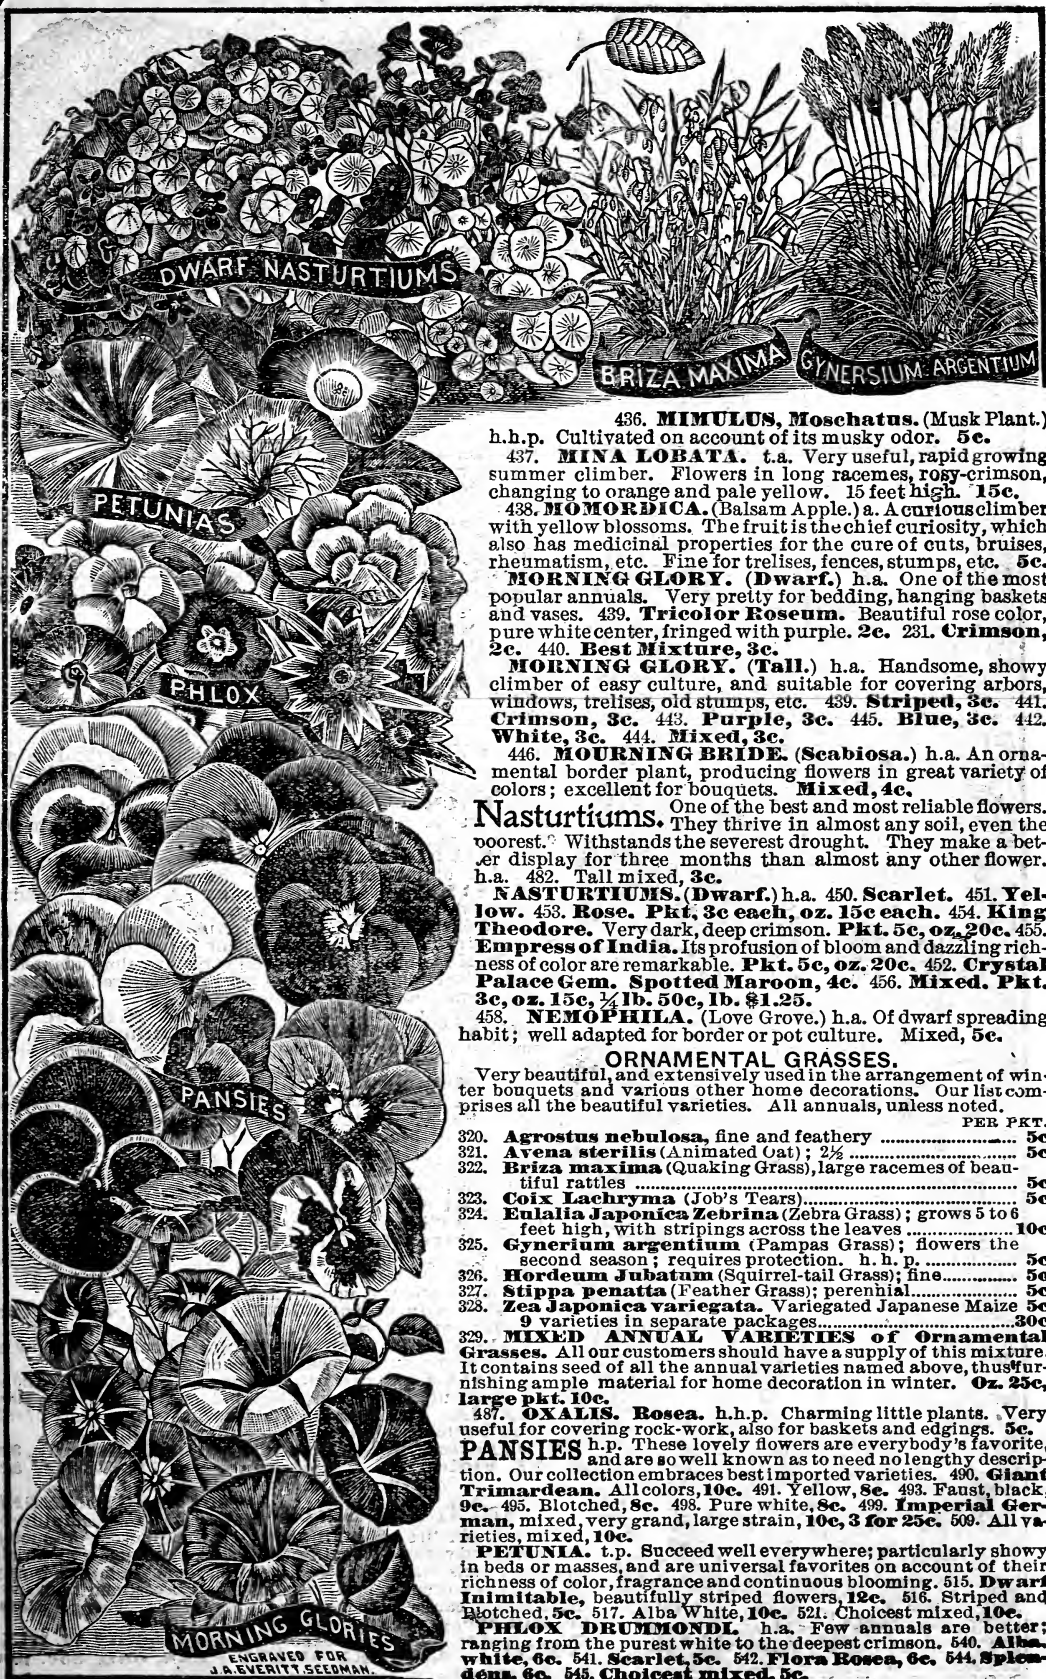 DWARF NASTURTIUMS
BRIZA MAXIMA
GYNERSIUM ARGENTIUM
PETUNIAS
PHLOX
PANSIES
MORNING GLORIES
ENGRAVED FOR
J.A.EVERITT.SEEDMAN.
436. MIMULUS, Moschatus. (Musk Plant.)
h.h.p. Cultivated on account of its musky odor. 5c.
437. MINA LOBATA. t.a. Very useful, rapid growing
summer climber. Flowers in long racemes, rosy-crimson,
changing to orange and pale yellow. 15 feet high. 15c.
438. MOMORDICA. (Balsam Apple.) a. A curious climber
with yellow blossoms. The fruit is the chief curiosity, which
also has medicinal properties for the cure of cuts, bruises,
rheumatism, etc. Fine for trelises, fences, stumps, etc. 5c.
MORNING GLORY. (Dwarf.) h.a. One of the most
popular annuals. Very pretty for bedding, hanging baskets
and vases. 439. Tricolor Roseum. Beautiful rose color,
pure white center, fringed with purple. 2c. 231. Crimson,
2c. 440. Best Mixture, 3c.
MORNING GLORY. (Tall.) h.a. Handsome, showy
climber of easy culture, and suitable for covering arbors,
windows, trelises, old stumps, etc. 439. Striped, 3c. 441.
Crimson, 3c. 443. Purple, 3c. 445. Blue, 3c. 442.
White, 3c. 444. Mixed, 3c.
446. MOURNING BRIDE. (Scabiosa.) h.a. An orna-
mental border plant, producing flowers in great variety of
colors; excellent for bouquets. Mixed, 4c.
Nasturtiums. One of the best and most reliable flowers.
They thrive in almost any soil, even the
poorest. Withstands the severest drought. They make a bet-
ter display for three months than almost any other flower.
h.a. 482. Tall mixed, 3c.
NASTURTIUMS. (Dwarf.) h.a. 450. Scarlet. 451. Yel-
low. 453. Rose. Pkt, 3c each, oz. 15c each. 454. King
Theodore. Very dark, deep crimson. Pkt. 5c, oz. 20c. 455.
Empress of India. Its profusion of bloom and dazzling rich-
ness of color are remarkable. Pkt. 5c, oz. 20c. 452. Crystal
Palace Gem. Spotted Maroon, 4c. 456. Mixed. Pkt.
3c, oz. 15c, ¼ lb. 50c, lb. $1.25.
458. NEMOPHILA. (Love Grove.) h.a. Of dwarf spreading
habit; well adapted for border or pot culture. Mixed, 5c.
ORNAMENTAL GRASSES.
Very beautiful, and extensively used in the arrangement of win-
ter bouquets and various other home decorations. Our list com-
prises all the beautiful varieties. All annuals, unless noted.
PER PKT.
320. Agrostus nebulosa, fine and feathery ........ 5c
321. Avena sterilis (Animated Oat); 2½ ........ 5c
322. Briza maxima (Quaking Grass), large racemes of beau-
tiful rattles ........ 5c
323. Coix Lachryma (Job's Tears) ........ 5c
324. Eulalia Japonica Zebrina (Zebra Grass); grows 5 to 6
feet high, with stripings across the leaves ........ 10c
325. Gynerium argentium (Pampas Grass); flowers the
second season; requires protection. h. h. p. ........ 5c
326. Hordeum Jubatum (Squirrel-tail Grass); fine ........ 5c
327. Stippa penatta (Feather Grass); perennial ........ 5c
328. Zea Japonica variegata. Variegated Japanese Maize 5c
9 varieties in separate packages ........ 30c
329. MIXED ANNUAL VARIETIES of Ornamental
Grasses. All our customers should have a supply of this mixture.
It contains seed of all the annual varieties named above, thus fur-
nishing ample material for home decoration in winter. Oz. 25c,
large pkt. 10c.
487. OXALIS. Rosea. h.h.p. Charming little plants. Very
useful for covering rock-work, also for baskets and edgings. 5c.
PANSIES h.p. These lovely flowers are everybody's favorite,
and are so well known as to need no lengthy descrip-
tion. Our collection embraces best imported varieties. 490. Giant
Trimardean. All colors, 10c. 491. Yellow, 8c. 493. Faust, black,
9c. 495. Blotched, 8c. 498. Pure white, 8c. 499. Imperial Ger-
man, mixed, very grand, large strain, 10c, 3 for 25c. 509. All va-
rieties, mixed, 10c.
PETUNIA. t.p. Succeed well everywhere; particularly showy
in beds or masses, and are universal favorites on account of their
richness of color, fragrance and continuous blooming. 515. Dwarf
Inimitable, beautifully striped flowers, 12c. 516. Striped and
Blotched, 5c. 517. Alba White, 10c. 521. Choicest mixed, 10c.
PHLOX DRUMMONDI. h.a. Few annuals are better;
ranging from the purest white to the deepest crimson. 540. Alba,
white, 6c. 541. Scarlet, 5c. 542. Flora Rosea, 6c. 544. Splen-
dens, 6c. 545. Choicest mixed, 5c.